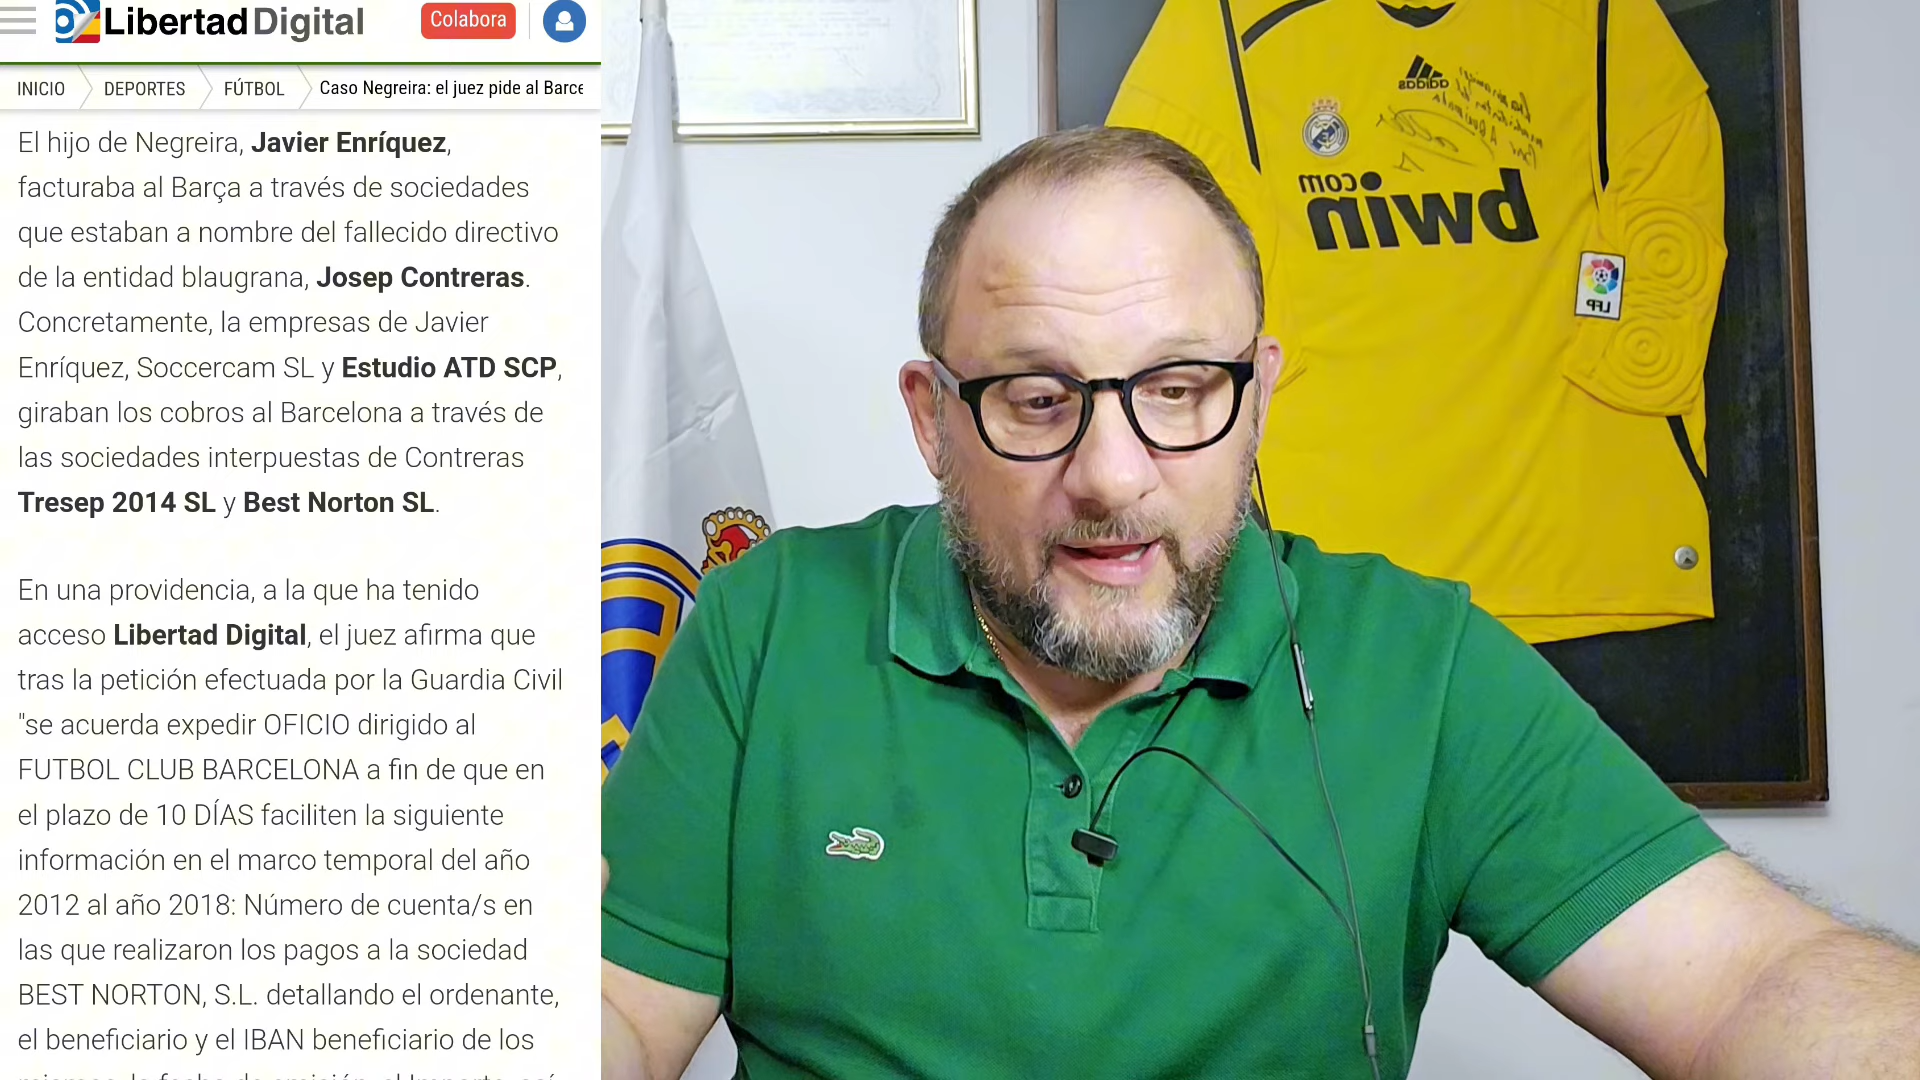 Libertad Digital
Colabora
INICIO
DEPORTES
FÚTBOL
Caso Negreira: el juez pide al Barce
El hijo de Negreira, Javier Enríquez,
facturaba al Barça a través de sociedades
que estaban a nombre del fallecido directivo
de la entidad blaugrana, Josep Contreras.
Concretamente, la empresas de Javier
Enríquez, Soccercam SL y Estudio ATD SCP,
giraban los cobros al Barcelona a través de
las sociedades interpuestas de Contreras
Tresep 2014 SL y Best Norton SL.
En una providencia, a la que ha tenido
acceso Libertad Digital, el juez afirma que
tras la petición efectuada por la Guardia Civil
"se acuerda expedir OFICIO dirigido al
FUTBOL CLUB BARCELONA a fin de que en
el plazo de 10 DÍAS faciliten la siguiente
información en el marco temporal del año
2012 al año 2018: Número de cuenta/s en
las que realizaron los pagos a la sociedad
BEST NORTON, S.L. detallando el ordenante,
el beneficiario y el IBAN beneficiario de los
adidas
bwin
.com
LFP